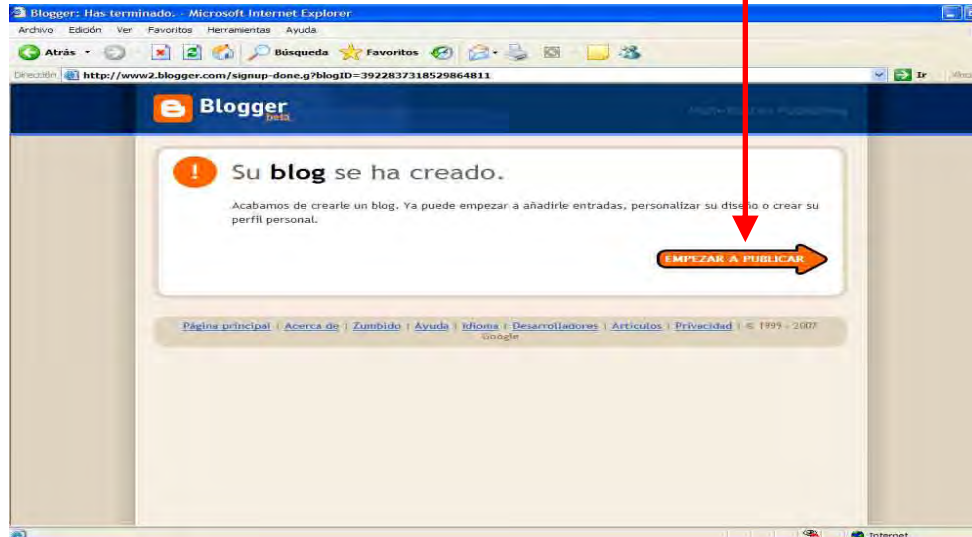 Blogger: Has terminado. - Microsoft Internet Explorer
Archivo Edición Ver Favoritos Herramientas Ayuda
Atrás Búsqueda Favoritos
Dirección http://www2.blogger.com/signup-done.g?blogID=3922837318529864811 Ir
Blogger
beta
Su blog se ha creado.
Acabamos de crearle un blog. Ya puede empezar a añadirle entradas, personalizar su diseño o crear su
perfil personal.
EMPEZAR A PUBLICAR
Página principal | Acerca de | Zumbido | Ayuda | Idioma | Desarrolladores | Artículos | Privacidad | © 1999 - 2007
Google
Internet